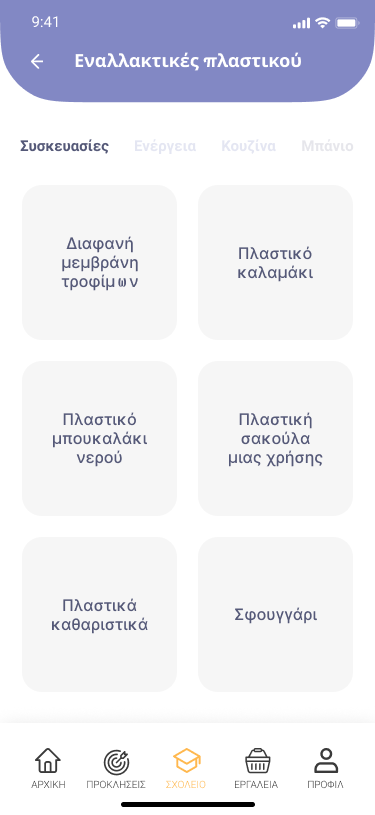 9:41
Εναλλακτικές πλαστικού
Συσκευασίες Ενέργεια Κουζίνα Μπάνιο
Διαφανή
μεμβράνη
τροφίμων
Πλαστικό
καλαμάκι
Πλαστικό
μπουκαλάκι
νερού
Πλαστική
σακούλα
μιας χρήσης
Πλαστικά
καθαριστικά
Σφουγγάρι
ΑΡΧΙΚΗ ΠΡΟΚΛΗΣΕΙΣ ΣΧΟΛΕΙΟ ΕΡΓΑΛΕΙΑ ΠΡΟΦΙΛ